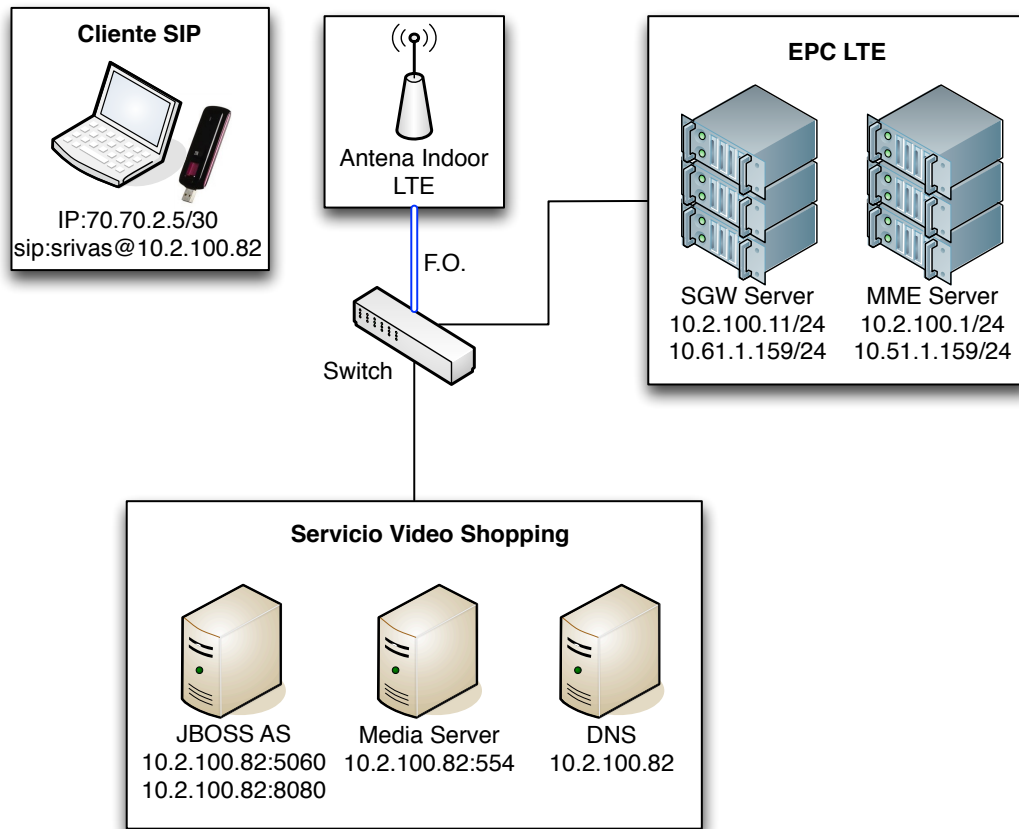 Cliente SIP
IP:70.70.2.5/30
sip:srivas@10.2.100.82
Antena Indoor
LTE
F.O.
Switch
EPC LTE
SGW Server
10.2.100.11/24
10.61.1.159/24
MME Server
10.2.100.1/24
10.51.1.159/24
Servicio Video Shopping
JBOSS AS
10.2.100.82:5060
10.2.100.82:8080
Media Server
10.2.100.82:554
DNS
10.2.100.82